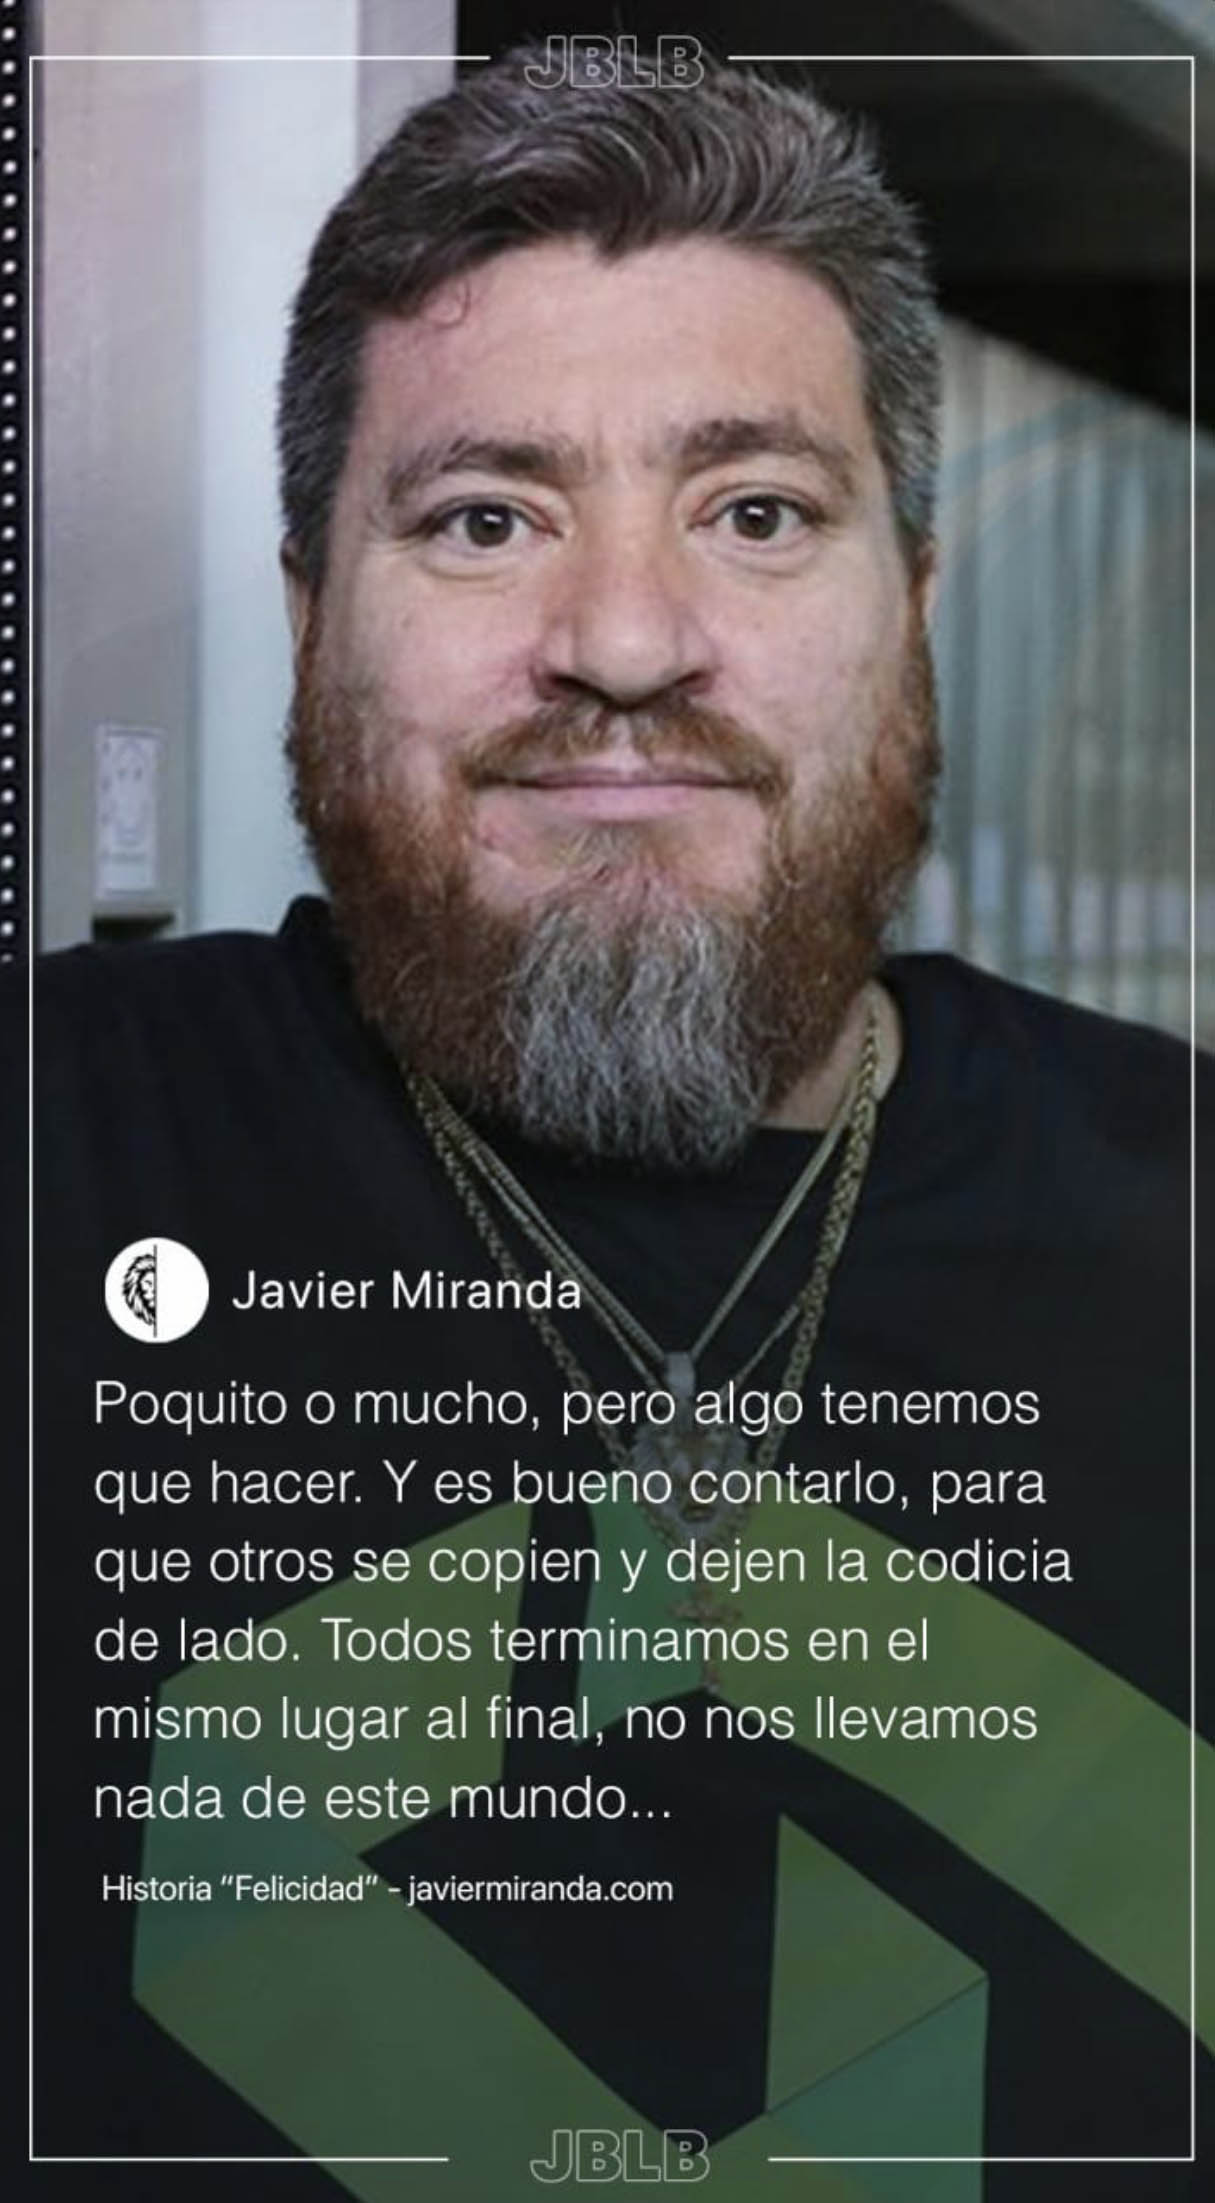 JBLB
Javier Miranda
Poquito o mucho, pero algo tenemos
que hacer. Y es bueno contarlo, para
que otros se copien y dejen la codicia
de lado. Todos terminamos en el
mismo lugar al final, no nos llevamos
nada de este mundo...
Historia “Felicidad” - javiermiranda.com
JBLB